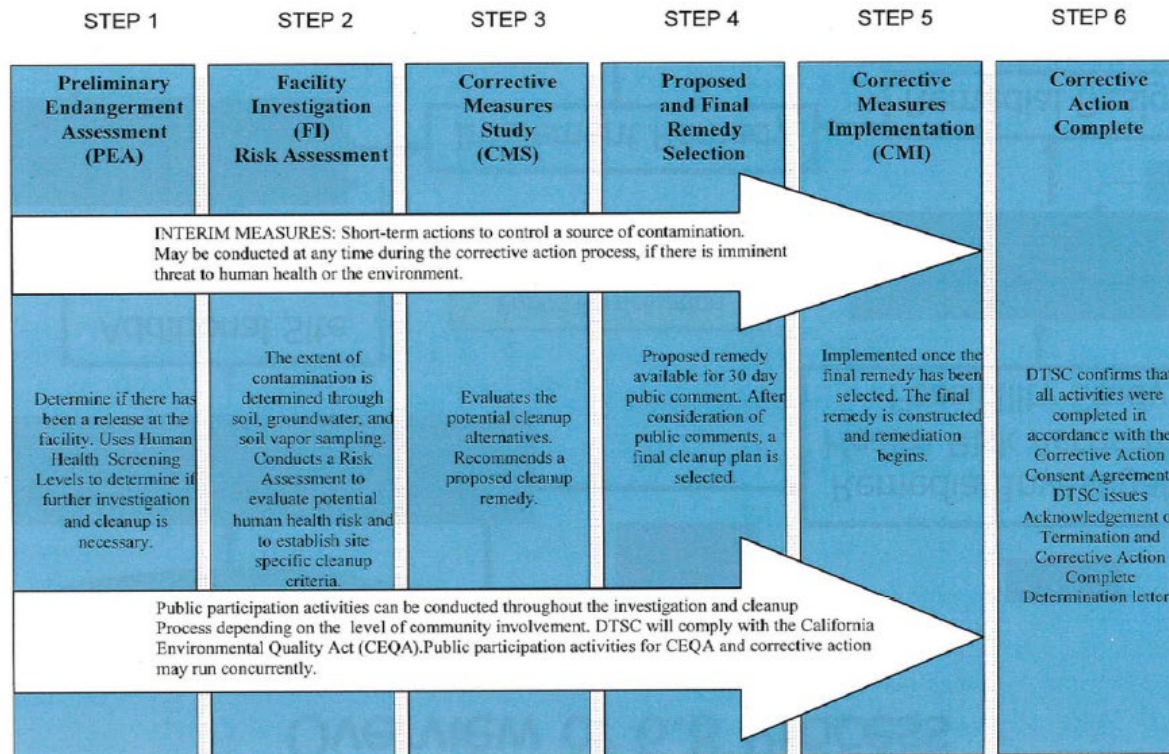 STEP 1
STEP 2
STEP 3
STEP 4
STEP 5
STEP 6
Preliminary
Endangerment
Assessment
(PEA)
Facility
Investigation
(FI)
Risk Assessment
Corrective
Measures
Study
(CMS)
Proposed
and Final
Remedy
Selection
Corrective
Measures
Implementation
(CMI)
Corrective
Action
Complete
INTERIM MEASURES: Short-term actions to control a source of contamination.
May be conducted at any time during the corrective action process, if there is imminent
threat to human health or the environment.
Determine if there has
been a release at the
facility. Uses Human
Health Screening
Levels to determine if
further investigation
and cleanup is
necessary.
The extent of
contamination is
determined through
soil, groundwater, and
soil vapor sampling.
Conducts a Risk
Assessment to
evaluate potential
human health risk and
to establish site
specific cleanup
criteria.
Evaluates the
potential cleanup
alternatives.
Recommends a
proposed cleanup
remedy.
Proposed remedy
available for 30 day
pubic comment. After
consideration of
public comments, a
final cleanup plan is
selected.
Implemented once the
final remedy has been
selected. The final
remedy is constructed
and remediation
begins.
DTSC confirms that
all activities were
completed in
accordance with the
Corrective Action
Consent Agreement
DTSC issues
Acknowledgement of
Termination and
Corrective Action
Complete
Determination letter
Public participation activities can be conducted throughout the investigation and cleanup
Process depending on the level of community involvement. DTSC will comply with the California
Environmental Quality Act (CEQA).Public participation activities for CEQA and corrective action
may run concurrently.